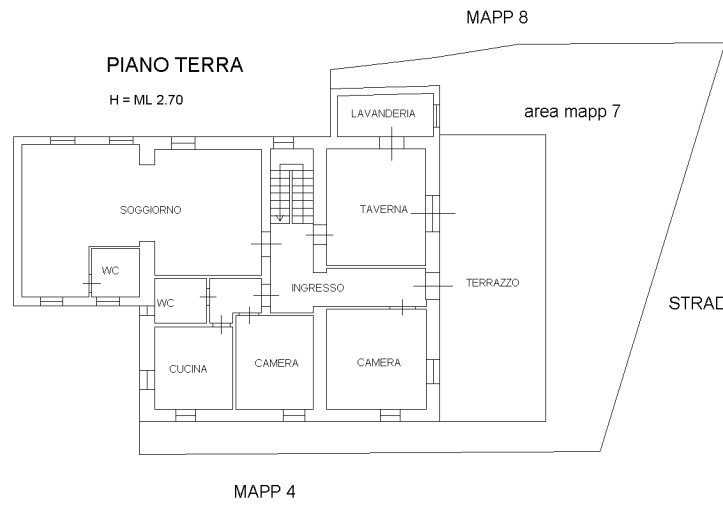 MAPP 8
PIANO TERRA
H = ML 2.70
LAVANDERIA
area mapp 7
SOGGIORNO
TAVERNA
WC
INGRESSO
TERRAZZO
WC
STRAD
CUCINA
CAMERA
CAMERA
MAPP 4